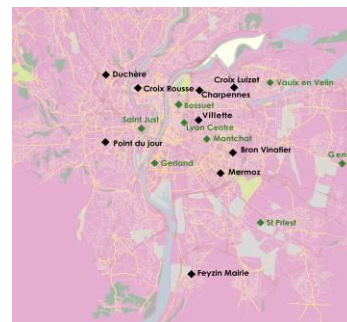 Duchère
Croix Luizet
Vaulx en Velin
Croix Rousse
Charpennes
Bossuet
Villette
Saint Just
Lyon Centre
Point du jour
Montchat
Bron Vinatier
Gerland
Gen
Mermoz
St Priest
Feyzin Mairie